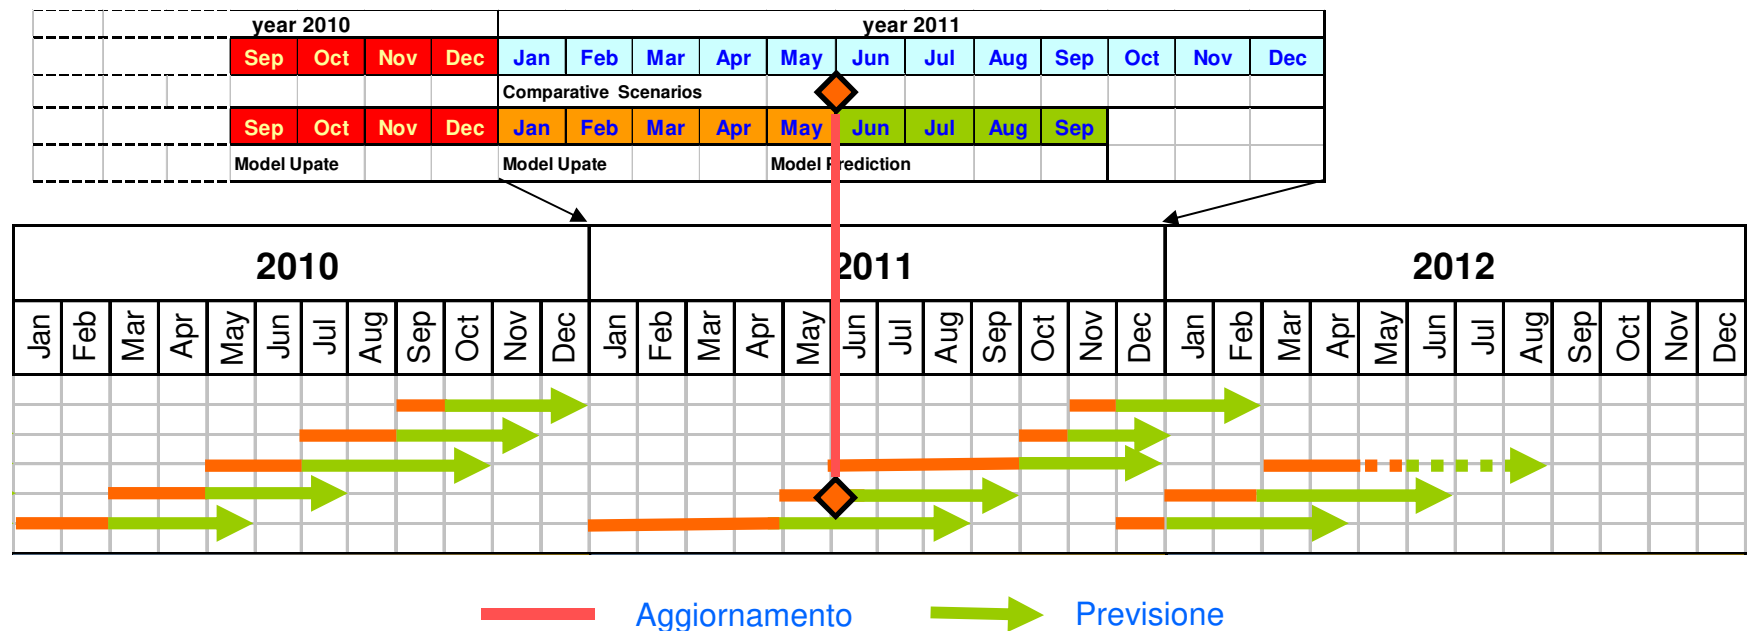 year 2010 year 2011
Sep Oct Nov Dec Jan Feb Mar Apr May Jun Jul Aug Sep Oct Nov Dec
Comparative Scenarios
Sep Oct Nov Dec Jan Feb Mar Apr May Jun Jul Aug Sep
Model Upate Model Upate Model Prediction
2010 2011 2012
Jan Feb Mar Apr May Jun Jul Aug Sep Oct Nov Dec Jan Feb Mar Apr May Jun Jul Aug Sep Oct Nov Dec Jan Feb Mar Apr May Jun Jul Aug Sep Oct Nov Dec
Aggiornamento Previsione